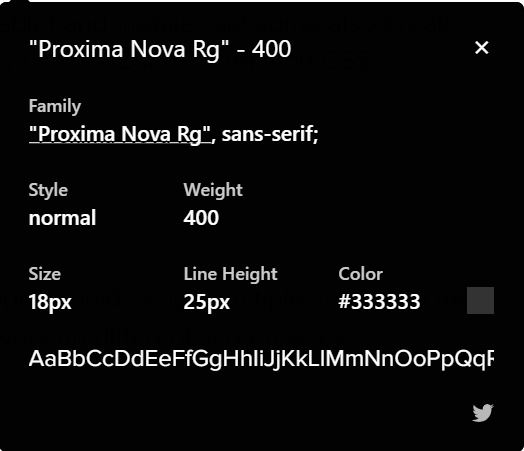 "Proxima Nova Rg" - 400 ×
Family
"Proxima Nova Rg", sans-serif;
Style Weight
normal 400
Size Line Height Color
18px 25px #333333
AaBbCcDdEeFfGgHhIiJjKkLlMmNnOoPpQqR